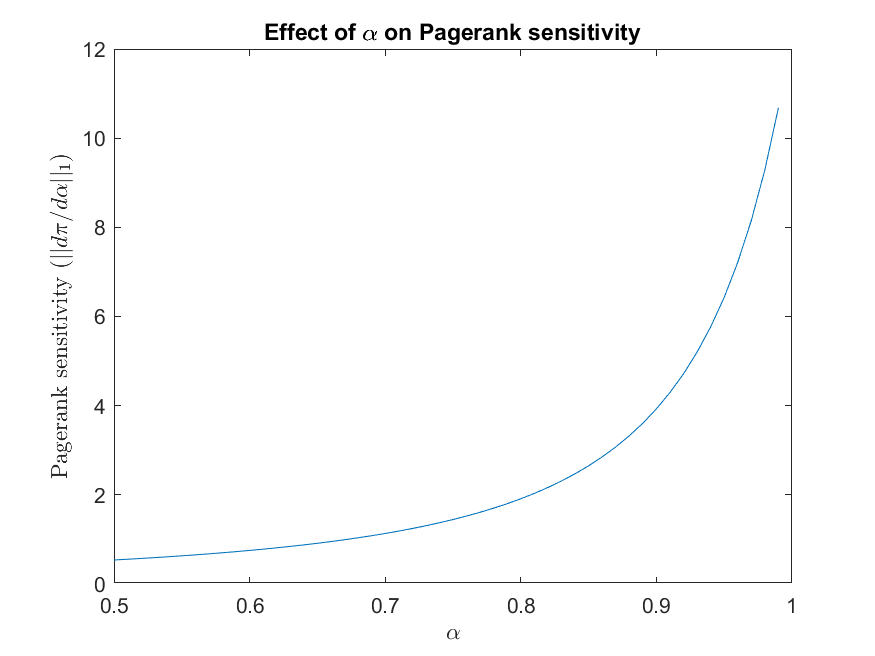 Effect of α on Pagerank sensitivity
12
10
8
6
4
2
0
Pagerank sensitivity (||dπ/dα||₁)
0.5 0.6 0.7 0.8 0.9 1
α